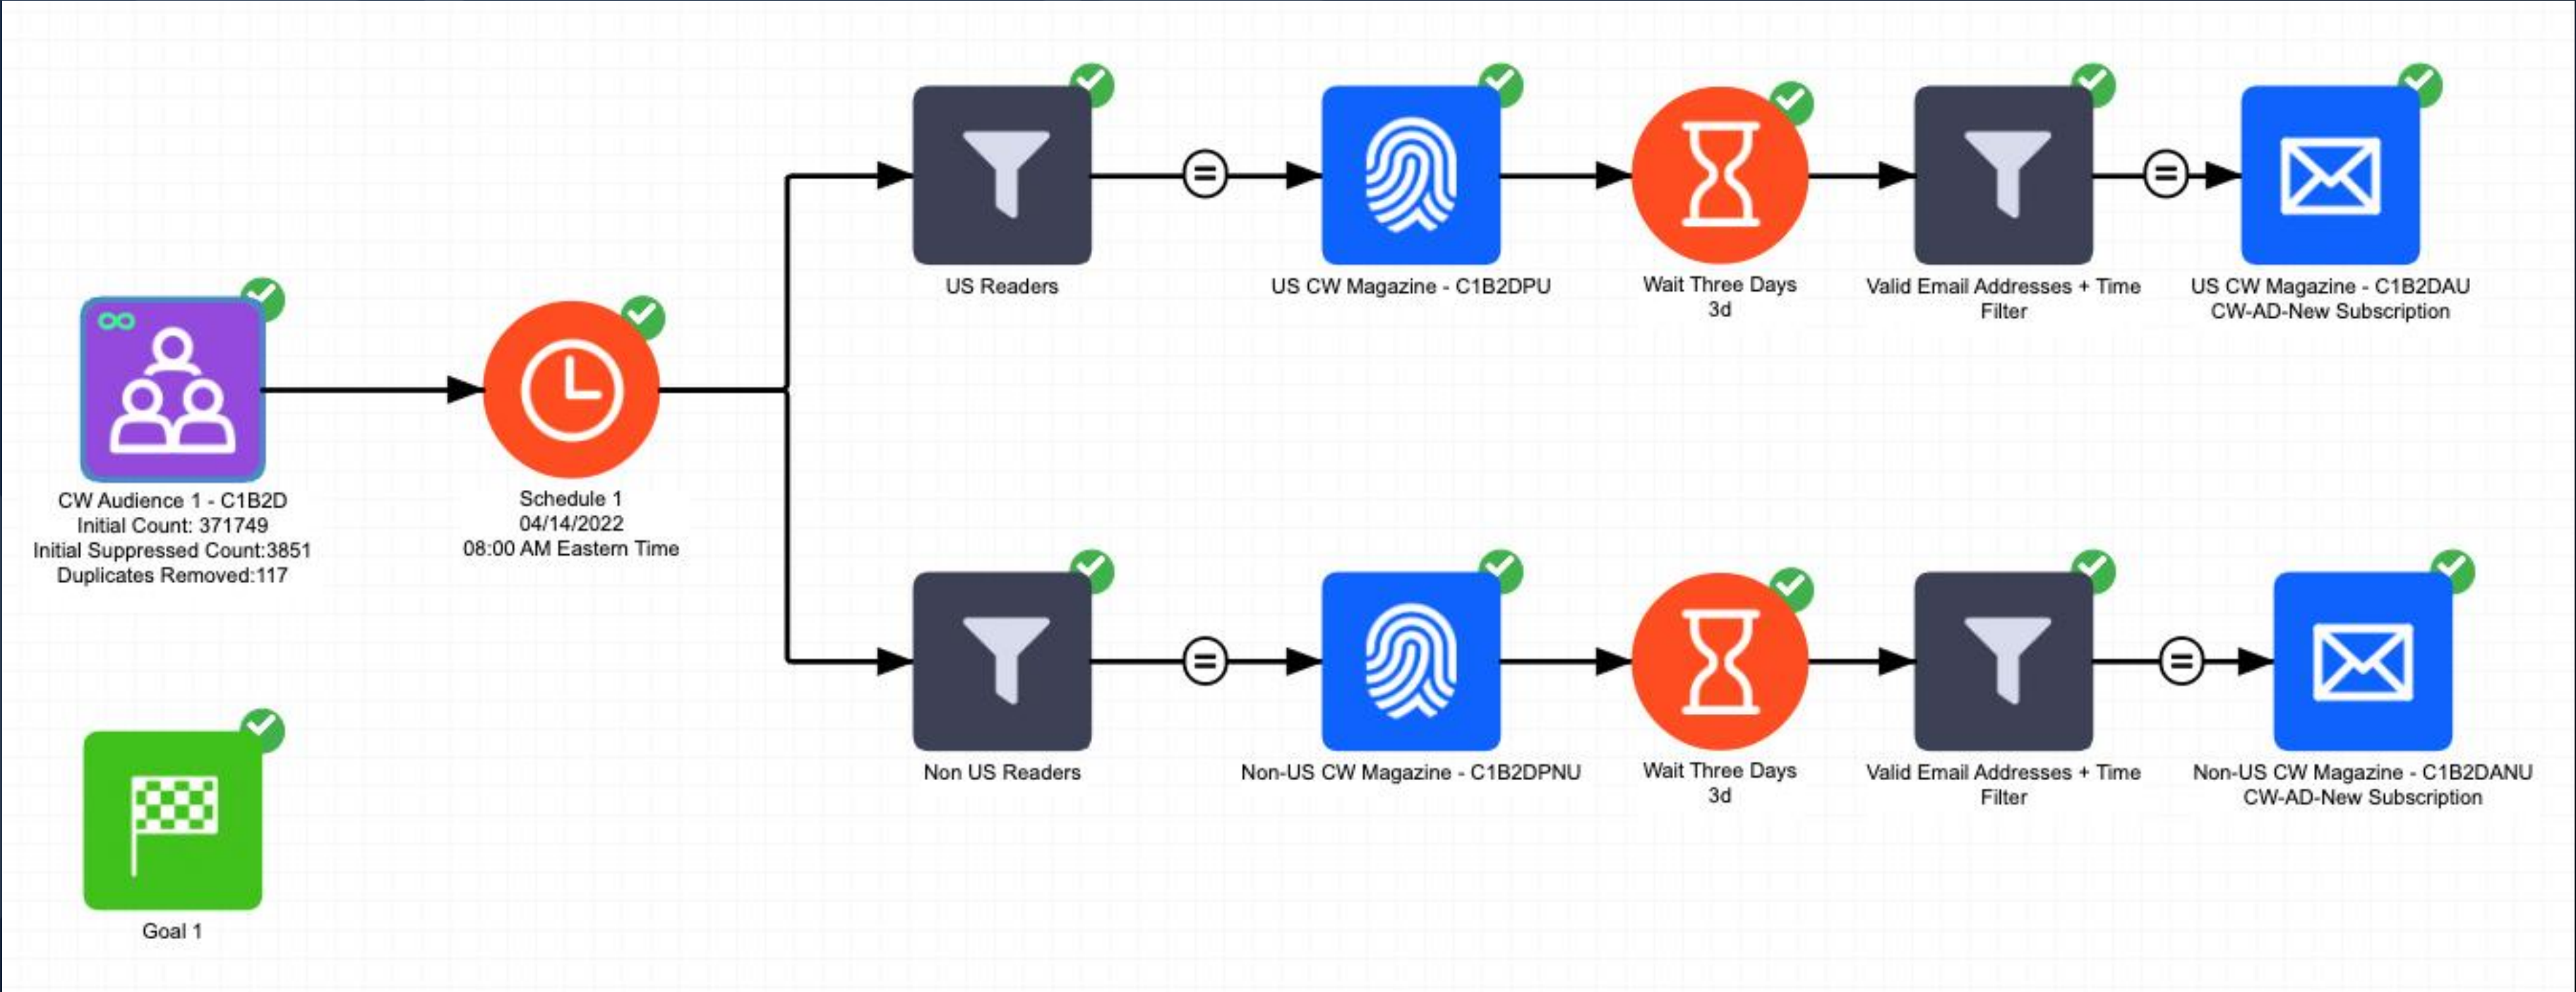 US Readers
US CW Magazine - C1B2DPU
Wait Three Days
3d
Valid Email Addresses + Time
Filter
US CW Magazine - C1B2DAU
CW-AD-New Subscription
CW Audience 1 - C1B2D
Initial Count: 371749
Initial Suppressed Count:3851
Duplicates Removed:117
Schedule 1
04/14/2022
08:00 AM Eastern Time
Non US Readers
Non-US CW Magazine - C1B2DPNU
Wait Three Days
3d
Valid Email Addresses + Time
Filter
Non-US CW Magazine - C1B2DANU
CW-AD-New Subscription
Goal 1